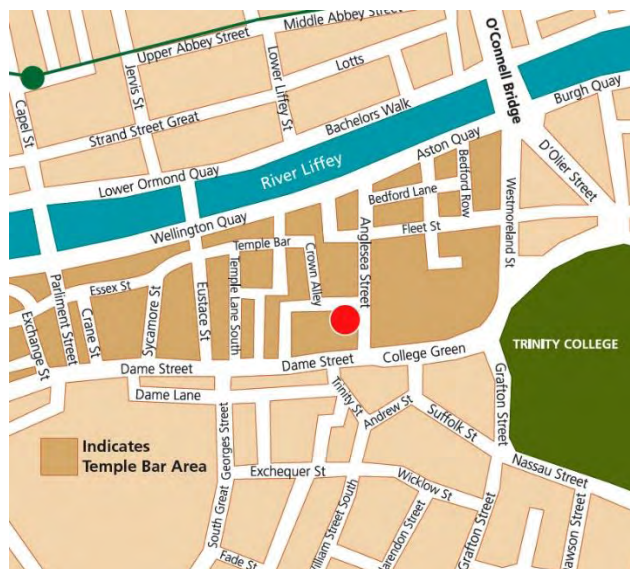 Middle Abbey Street
Upper Abbey Street
O'Connell Bridge
Jervis St
Lower Liffey St
Lotts
Capel St
Strand Street Great
Bachelors Walk
Burgh Quay
Lower Ormond Quay
River Liffey
Aston Quay
D'Olier Street
Bedford Row
Bedford Lane
Westmoreland St
Wellington Quay
Anglesea Street
Fleet St
Temple Bar
Crown Alley
Parliment Street
Essex St
Eustace St
Temple Lane South
Sycamore St
Crane St
Exchange St
TRINITY COLLEGE
College Green
Dame Street
Dame Street
Dame Lane
Trinity St
Andrew St
Suffolk St
Grafton Street
Nassau Street
Indicates
Temple Bar Area
South Great Georges Street
Exchequer St
Wicklow St
Fade St
William Street South
Clarendon Street
Grafton Street
Dawson Street